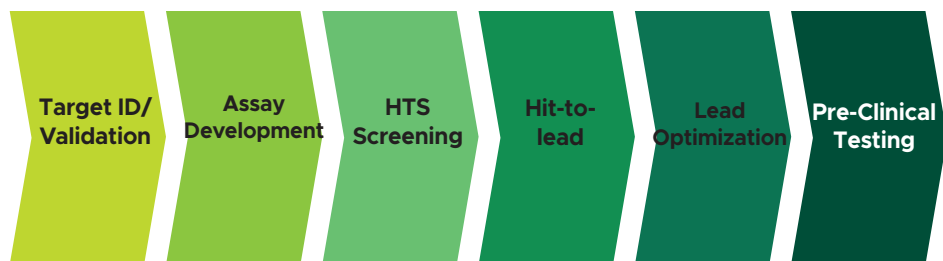 Target ID/
Validation
Assay
Development
HTS
Screening
Hit-to-
lead
Lead
Optimization
Pre-Clinical
Testing